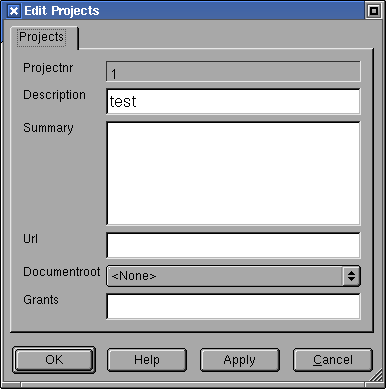 Edit Projects
Projects
Projectnr 1
Description test
Summary
Url
Documentroot <None>
Grants
OK Help Apply Cancel